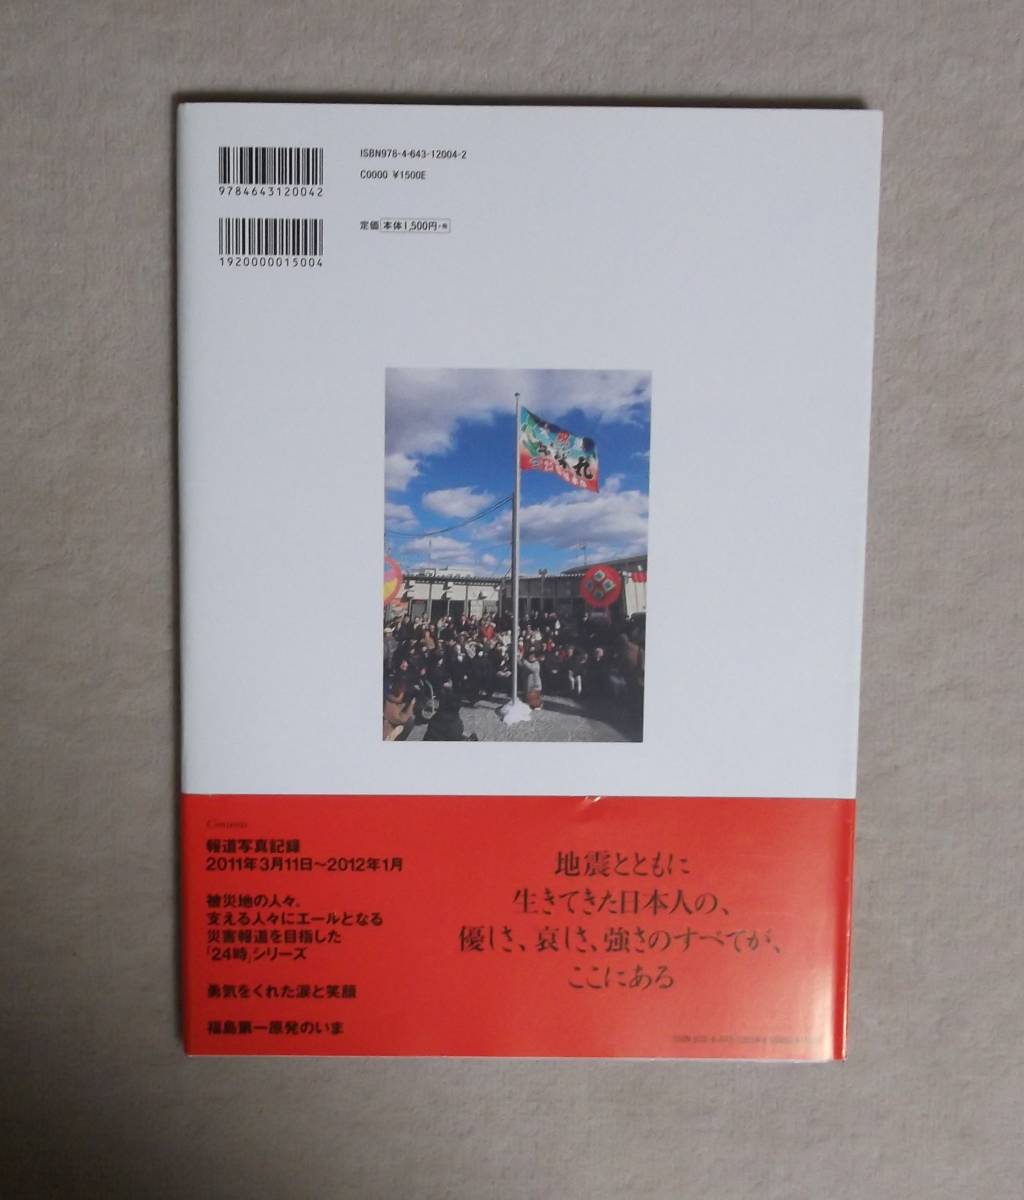 ISBN978-4-643-12004-2
C0000 ¥1500E
9784643120042
定価 本体1,500円+税
1920000015004
Contents
報道写真記録
2011年3月11日～2012年1月
被災地の人々、
支える人々にエールとなる
災害報道を目指した
「24時」シリーズ
勇気をくれた涙と笑顔
福島第一原発のいま
地震とともに
生きてきた日本人の、
優しさ、哀しさ、強さのすべてが、
ここにある